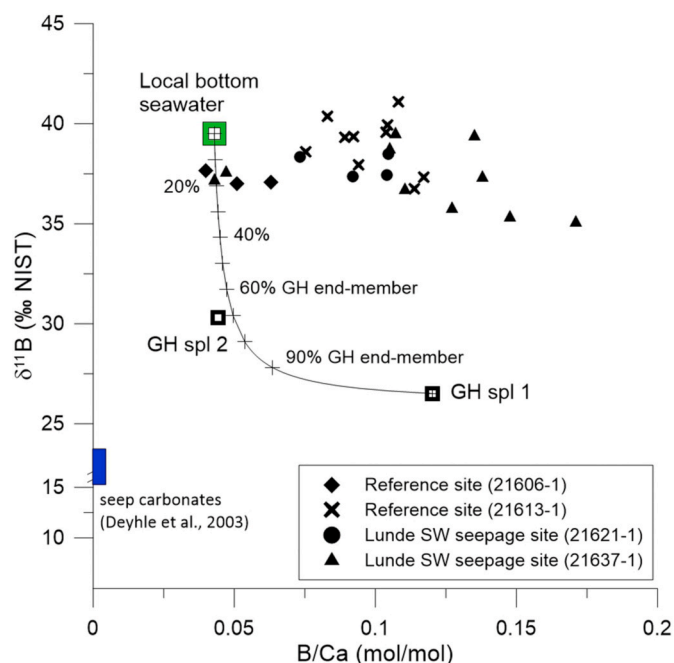 45
40
35
30
25
15
10
δ¹¹B (‰ NIST)
Local bottom
seawater
20%
40%
60% GH end-member
GH spl 2
90% GH end-member
GH spl 1
seep carbonates
(Deyhle et al., 2003)
Reference site (21606-1)
Reference site (21613-1)
Lunde SW seepage site (21621-1)
Lunde SW seepage site (21637-1)
0 0.05 0.1 0.15 0.2
B/Ca (mol/mol)